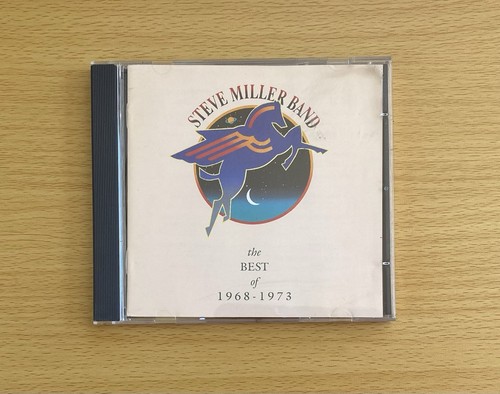 STEVE MILLER BAND
the
BEST
of
1968-1973